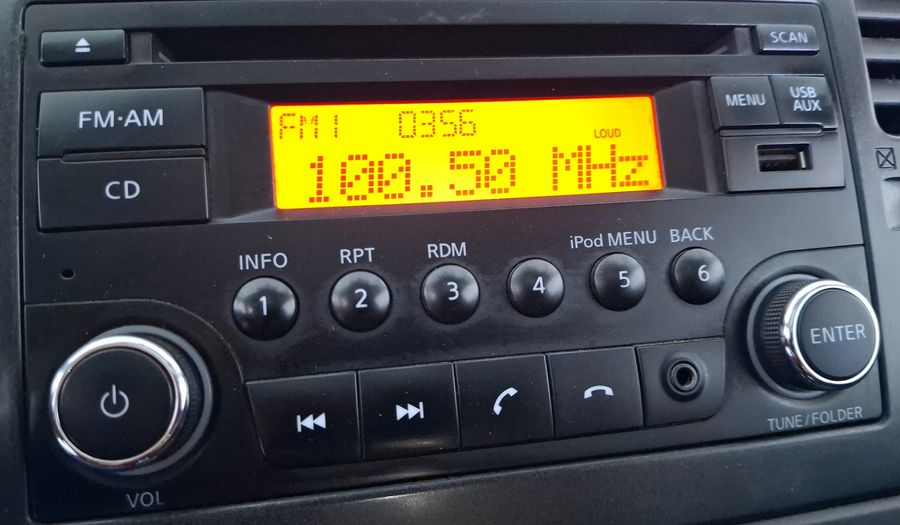 SCAN
FM·AM
MENU
USB AUX
FM1 0356
LOUD
100.50 MHz
CD
INFO RPT RDM iPod MENU BACK
1 2 3 4 5 6
ENTER
TUNE/FOLDER
VOL